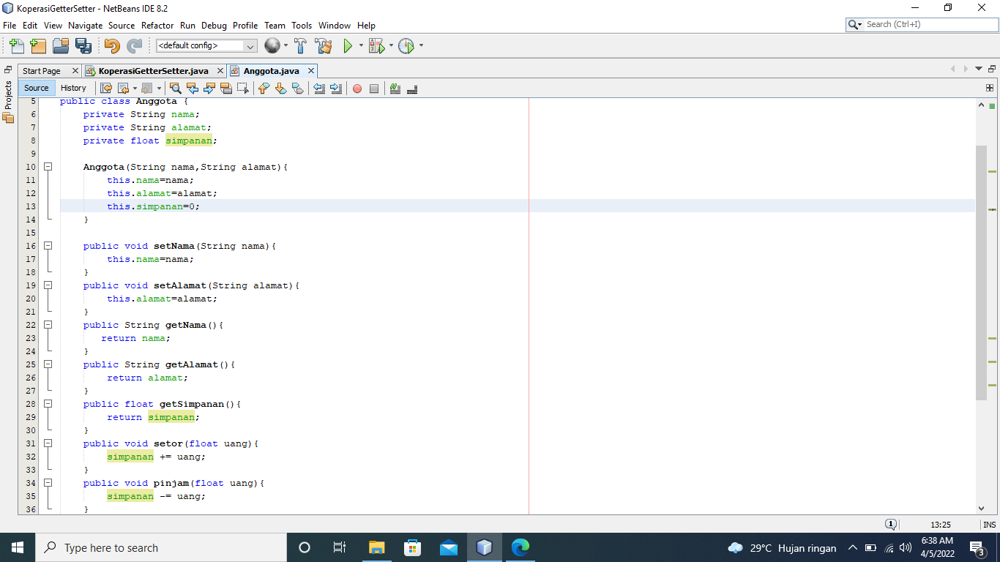 KoperasiGetterSetter - NetBeans IDE 8.2
File Edit View Navigate Source Refactor Run Debug Profile Team Tools Window Help
Search (Ctrl+I)
<default config>
Start Page KoperasiGetterSetter.java Anggota.java
Projects
Source History
5 public class Anggota {
6 private String nama;
7 private String alamat;
8 private float simpanan;
9
10 Anggota(String nama,String alamat){
11 this.nama=nama;
12 this.alamat=alamat;
13 this.simpanan=0;
14 }
15
16 public void setNama(String nama){
17 this.nama=nama;
18 }
19 public void setAlamat(String alamat){
20 this.alamat=alamat;
21 }
22 public String getNama(){
23 return nama;
24 }
25 public String getAlamat(){
26 return alamat;
27 }
28 public float getSimpanan(){
29 return simpanan;
30 }
31 public void setor(float uang){
32 simpanan += uang;
33 }
34 public void pinjam(float uang){
35 simpanan -= uang;
36 }
1 13:25 INS
Type here to search
29°C Hujan ringan
6:38 AM
4/5/2022
3